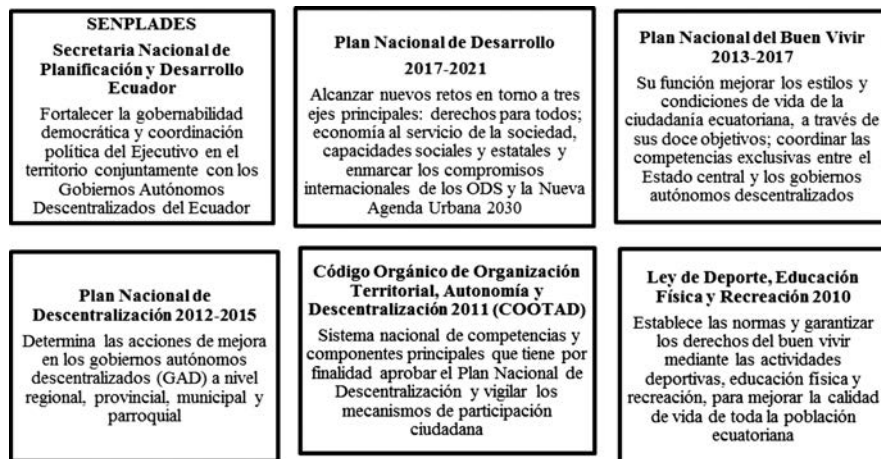 SENPLADES
Secretaria Nacional de
Planificación y Desarrollo
Ecuador
Fortalecer la gobernabilidad
democrática y coordinación
política del Ejecutivo en el
territorio conjuntamente con los
Gobiernos Autónomos
Descentralizados del Ecuador
Plan Nacional de Desarrollo
2017-2021
Alcanzar nuevos retos en torno a tres
ejes principales: derechos para todos;
economía al servicio de la sociedad,
capacidades sociales y estatales y
enmarcar los compromisos
internacionales de los ODS y la Nueva
Agenda Urbana 2030
Plan Nacional del Buen Vivir
2013-2017
Su función mejorar los estilos y
condiciones de vida de la
ciudadanía ecuatoriana, a través de
sus doce objetivos; coordinar las
competencias exclusivas entre el
Estado central y los gobiernos
autónomos descentralizados
Plan Nacional de
Descentralización 2012-2015
Determina las acciones de mejora
en los gobiernos autónomos
descentralizados (GAD) a nivel
regional, provincial, municipal y
parroquial
Código Orgánico de Organización
Territorial, Autonomía y
Descentralización 2011 (COOTAD)
Sistema nacional de competencias y
componentes principales que tiene por
finalidad aprobar el Plan Nacional de
Descentralización y vigilar los
mecanismos de participación
ciudadana
Ley de Deporte, Educación
Física y Recreación 2010
Establece las normas y garantizar
los derechos del buen vivir
mediante las actividades
deportivas, educación física y
recreación, para mejorar la calidad
de vida de toda la población
ecuatoriana